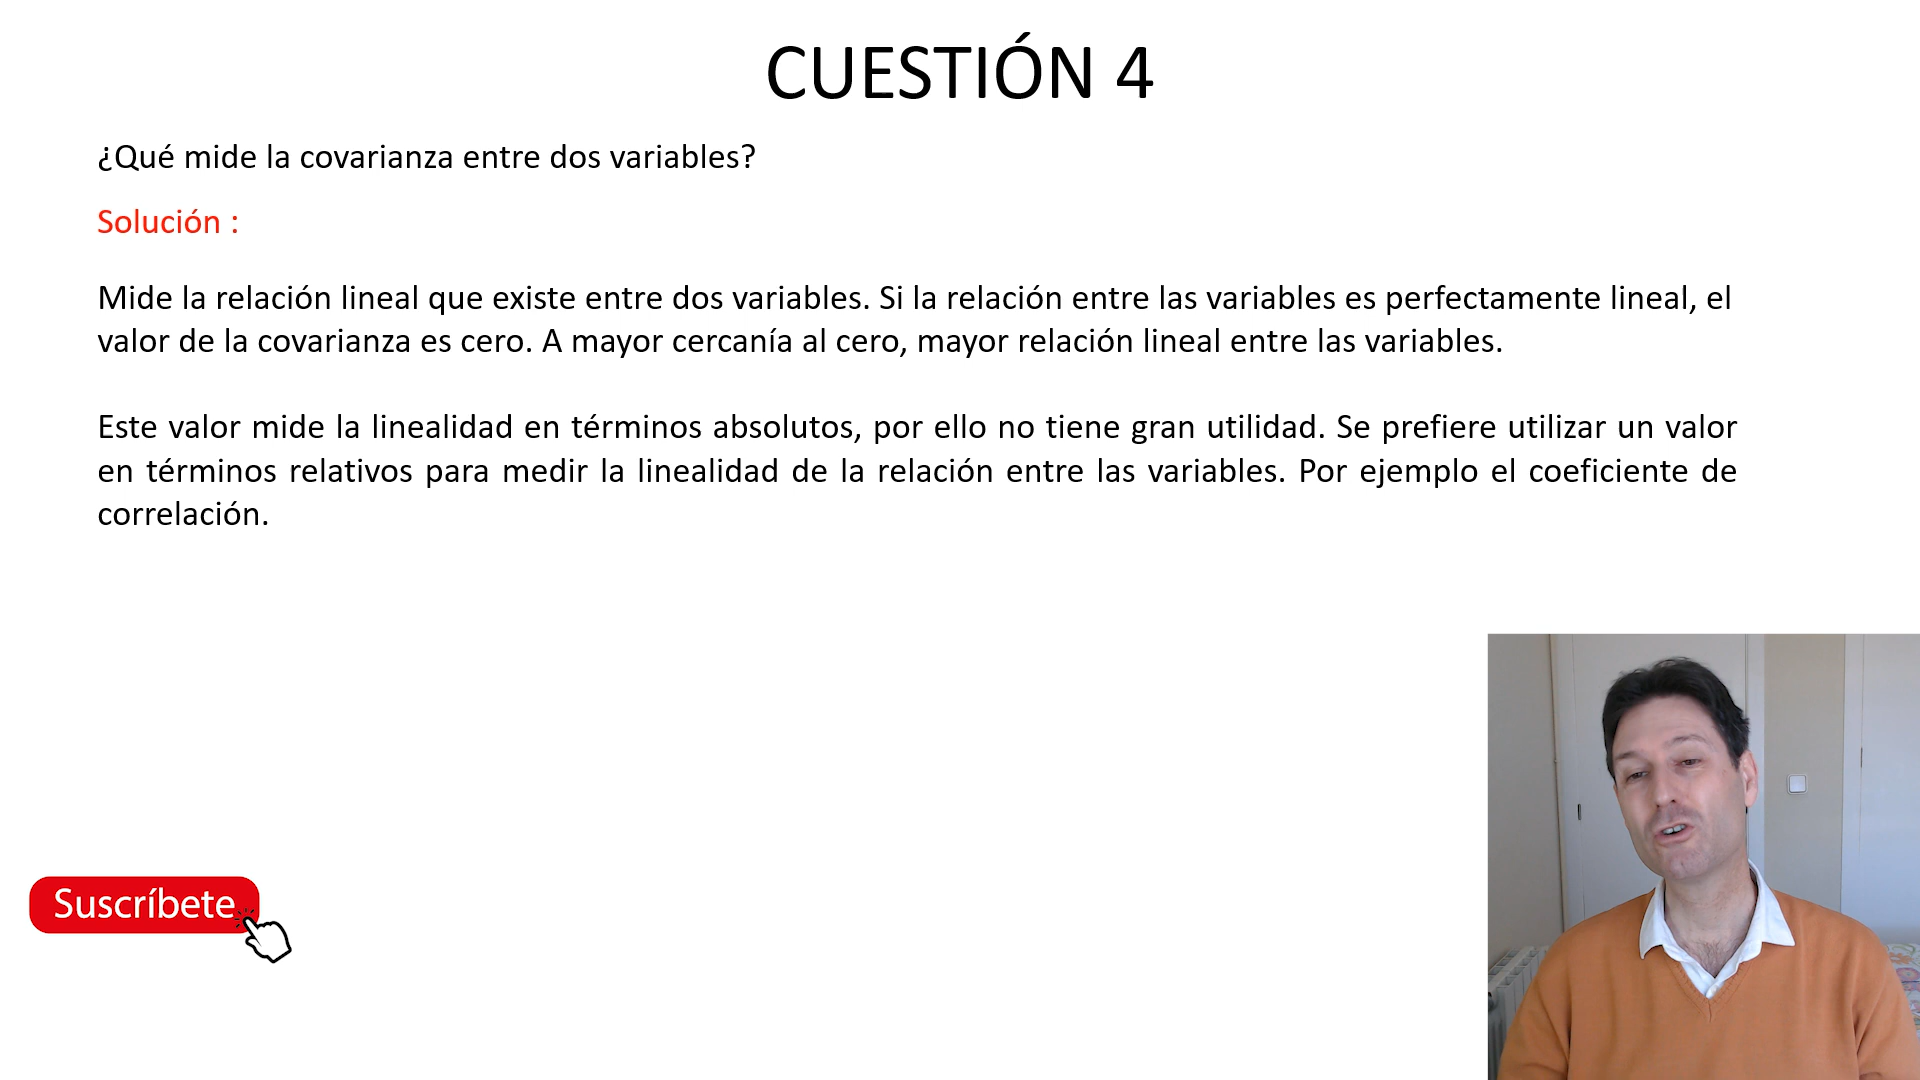 CUESTIÓN 4
¿Qué mide la covarianza entre dos variables?
Solución :
Mide la relación lineal que existe entre dos variables. Si la relación entre las variables es perfectamente lineal, el
valor de la covarianza es cero. A mayor cercanía al cero, mayor relación lineal entre las variables.
Este valor mide la linealidad en términos absolutos, por ello no tiene gran utilidad. Se prefiere utilizar un valor
en términos relativos para medir la linealidad de la relación entre las variables. Por ejemplo el coeficiente de
correlación.
Suscríbete